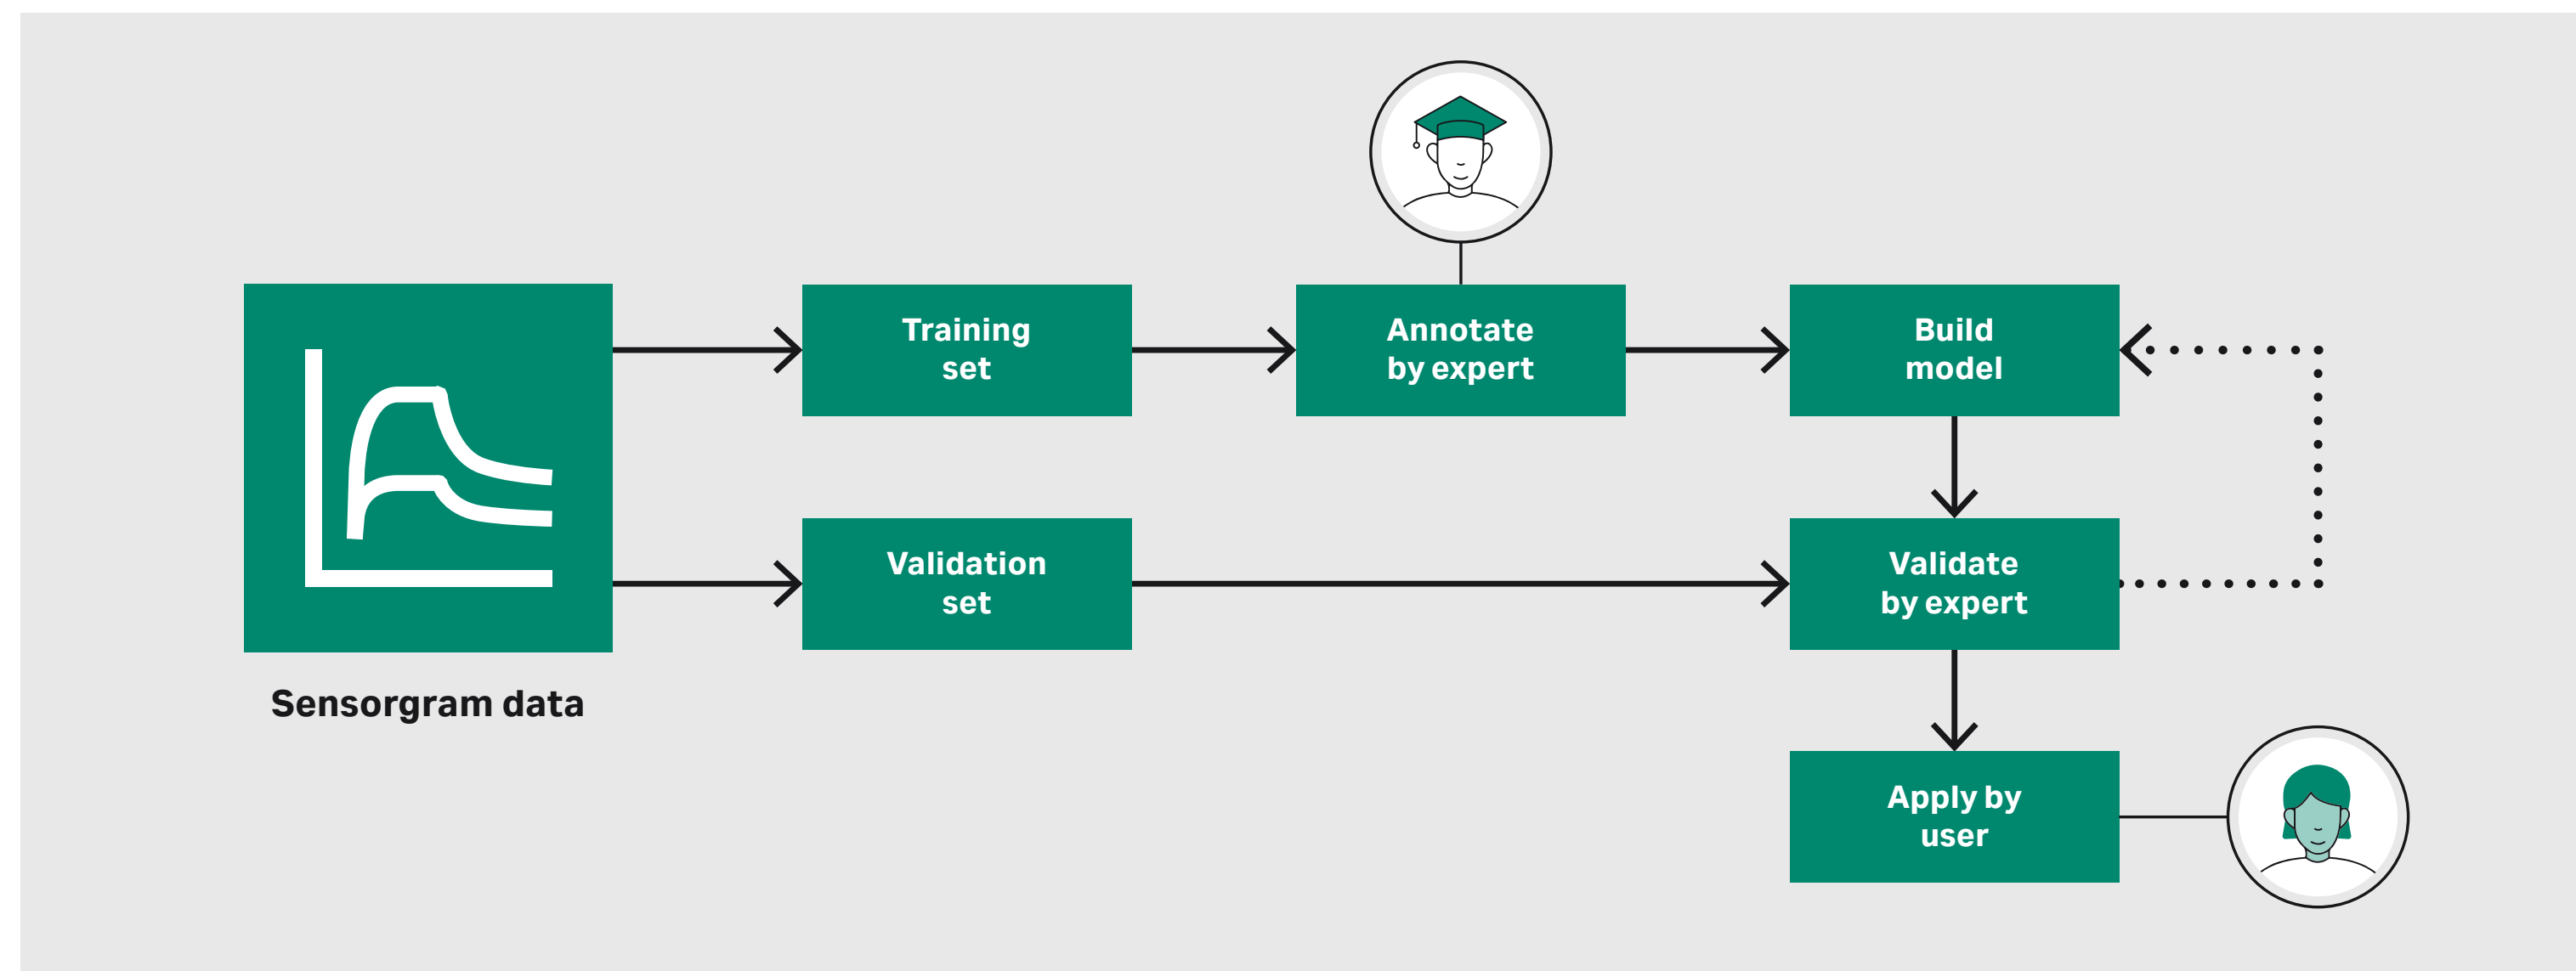 Training
set
Annotate
by expert
Build
model
Validation
set
Validate
by expert
Sensorgram data
Apply by
user